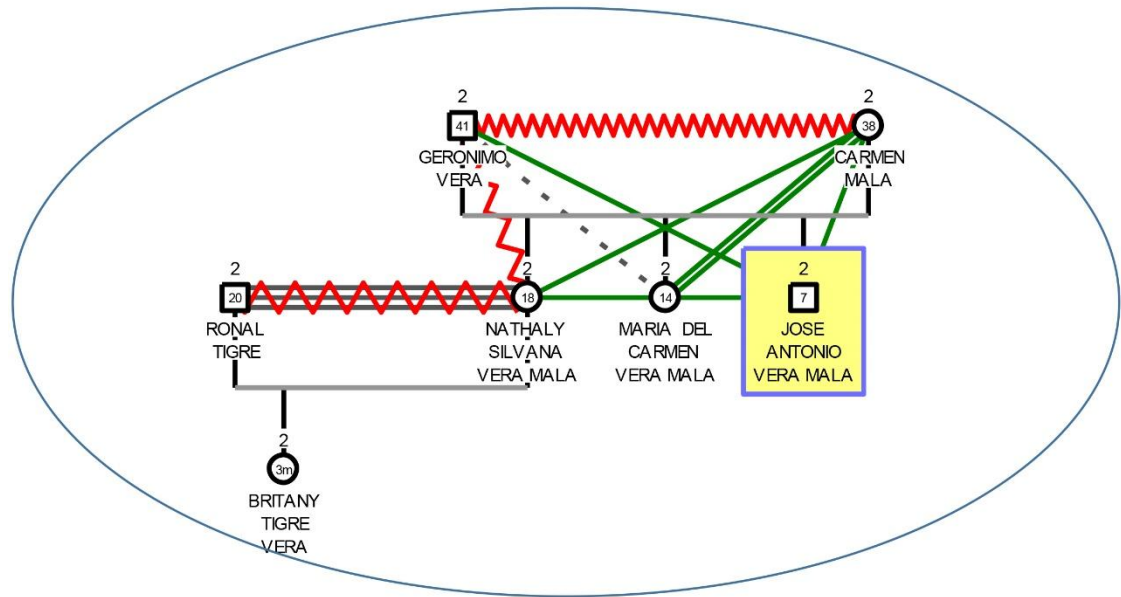 2 2
41 38
GERONIMO CARMEN
VERA MALA
2 2 2 2
20 18 14 7
RONAL NATHALY MARIA DEL JOSE
TIGRE SILVANA CARMEN ANTONIO
VERA MALA VERA MALA VERA MALA
2
3m
BRITANY
TIGRE
VERA